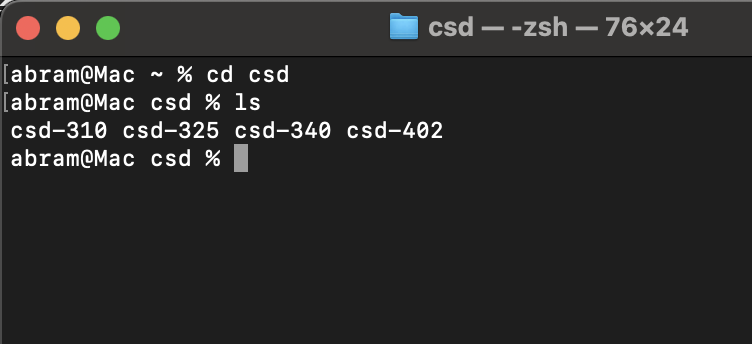 csd — -zsh — 76×24
[abram@Mac ~ % cd csd
[abram@Mac csd % ls
csd-310 csd-325 csd-340 csd-402
abram@Mac csd %